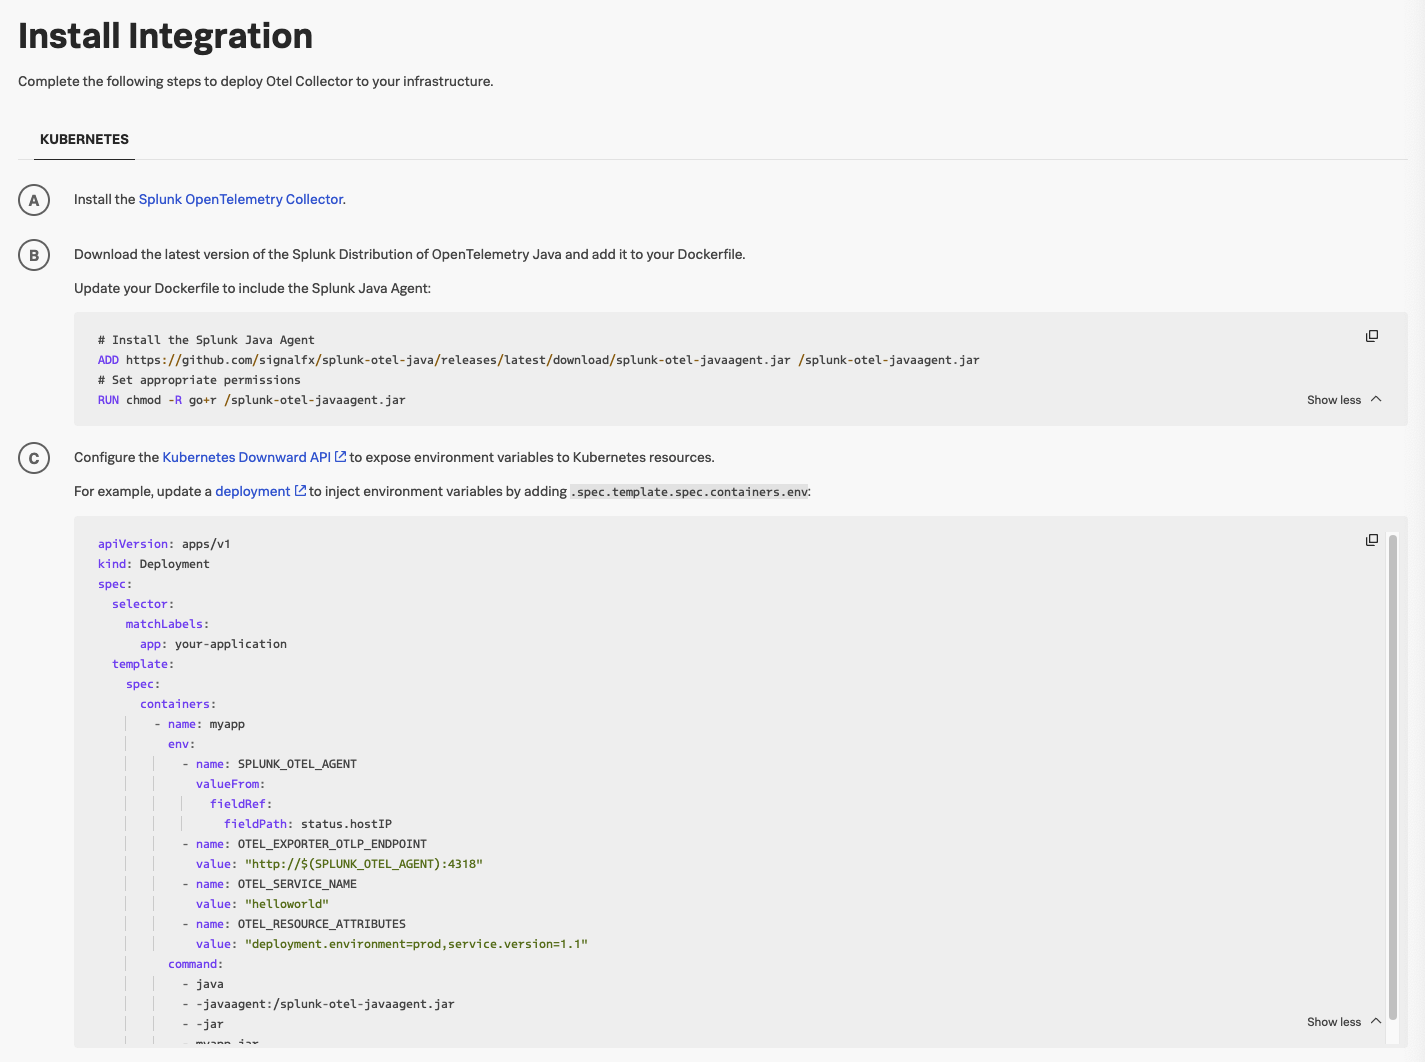 Install Integration
Complete the following steps to deploy Otel Collector to your infrastructure.
KUBERNETES
A
Install the Splunk OpenTelemetry Collector.
B
Download the latest version of the Splunk Distribution of OpenTelemetry Java and add it to your Dockerfile.
Update your Dockerfile to include the Splunk Java Agent:
# Install the Splunk Java Agent
ADD https://github.com/signalfx/splunk-otel-java/releases/latest/download/splunk-otel-javaagent.jar /splunk-otel-javaagent.jar
# Set appropriate permissions
RUN chmod -R go+r /splunk-otel-javaagent.jar
Show less
C
Configure the Kubernetes Downward API to expose environment variables to Kubernetes resources.
For example, update a deployment to inject environment variables by adding .spec.template.spec.containers.env:
apiVersion: apps/v1
kind: Deployment
spec:
  selector:
    matchLabels:
      app: your-application
  template:
    spec:
      containers:
        - name: myapp
          env:
            - name: SPLUNK_OTEL_AGENT
              valueFrom:
                fieldRef:
                  fieldPath: status.hostIP
            - name: OTEL_EXPORTER_OTLP_ENDPOINT
              value: "http://$(SPLUNK_OTEL_AGENT):4318"
            - name: OTEL_SERVICE_NAME
              value: "helloworld"
            - name: OTEL_RESOURCE_ATTRIBUTES
              value: "deployment.environment=prod,service.version=1.1"
          command:
            - java
            - -javaagent:/splunk-otel-javaagent.jar
            - -jar
            - myapp.jar
Show less